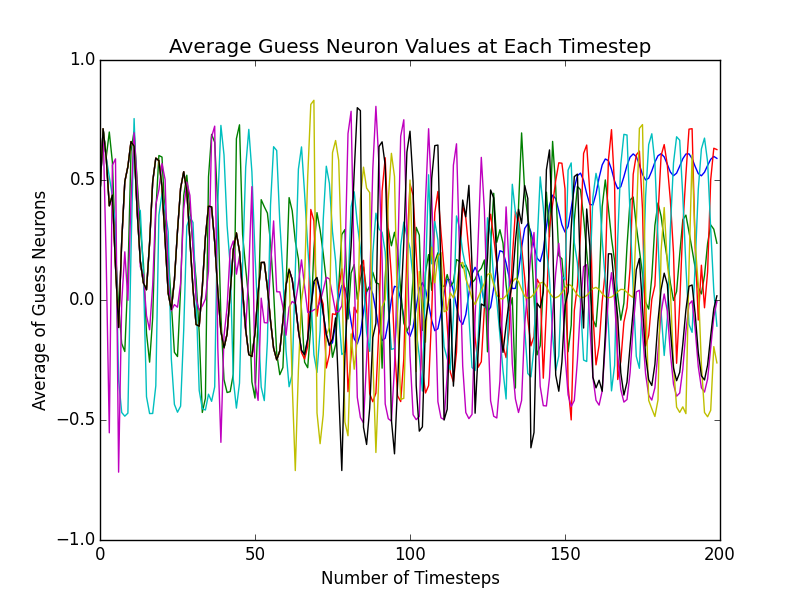 Average Guess Neuron Values at Each Timestep
1.0
0.5
0.0
−0.5
−1.0
Average of Guess Neurons
0 50 100 150 200
Number of Timesteps